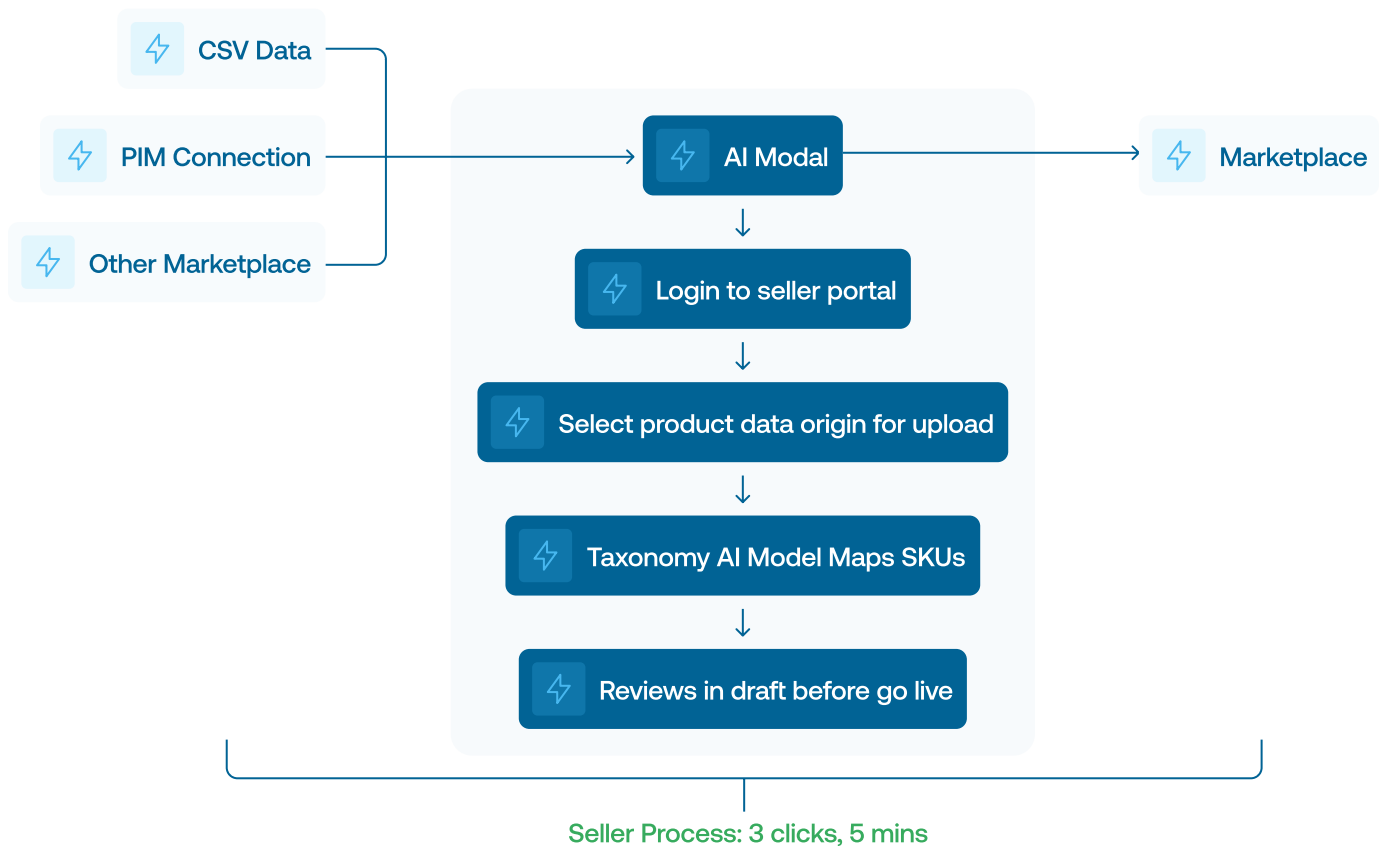 CSV Data
PIM Connection
Other Marketplace
AI Modal
Marketplace
Login to seller portal
Select product data origin for upload
Taxonomy AI Model Maps SKUs
Reviews in draft before go live
Seller Process: 3 clicks, 5 mins